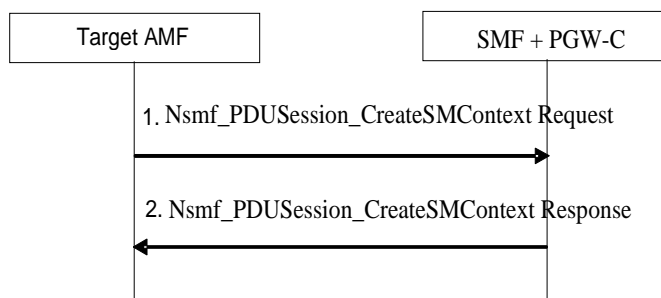 Target AMF
SMF + PGW-C
1. Nsmf_PDUSession_CreateSMContext Request
2. Nsmf_PDUSession_CreateSMContext Response